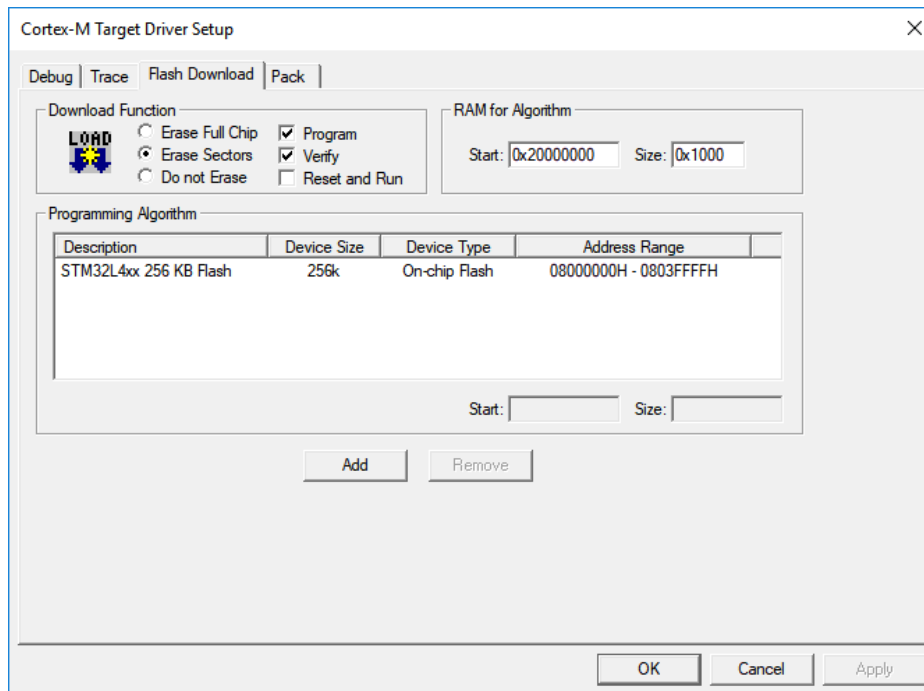 Cortex-M Target Driver Setup
Debug Trace Flash Download Pack
Download Function
LOAD
Erase Full Chip
Erase Sectors
Do not Erase
Program
Verify
Reset and Run
RAM for Algorithm
Start: 0x20000000 Size: 0x1000
Programming Algorithm
Description Device Size Device Type Address Range
STM32L4xx 256 KB Flash 256k On-chip Flash 08000000H - 0803FFFFH
Start: Size:
Add Remove
OK Cancel Apply